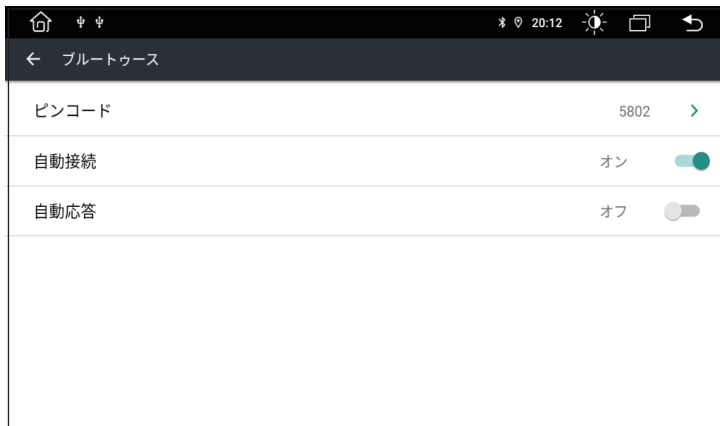 20:12
ブルートゥース
ピンコード 5802
自動接続 オン
自動応答 オフ